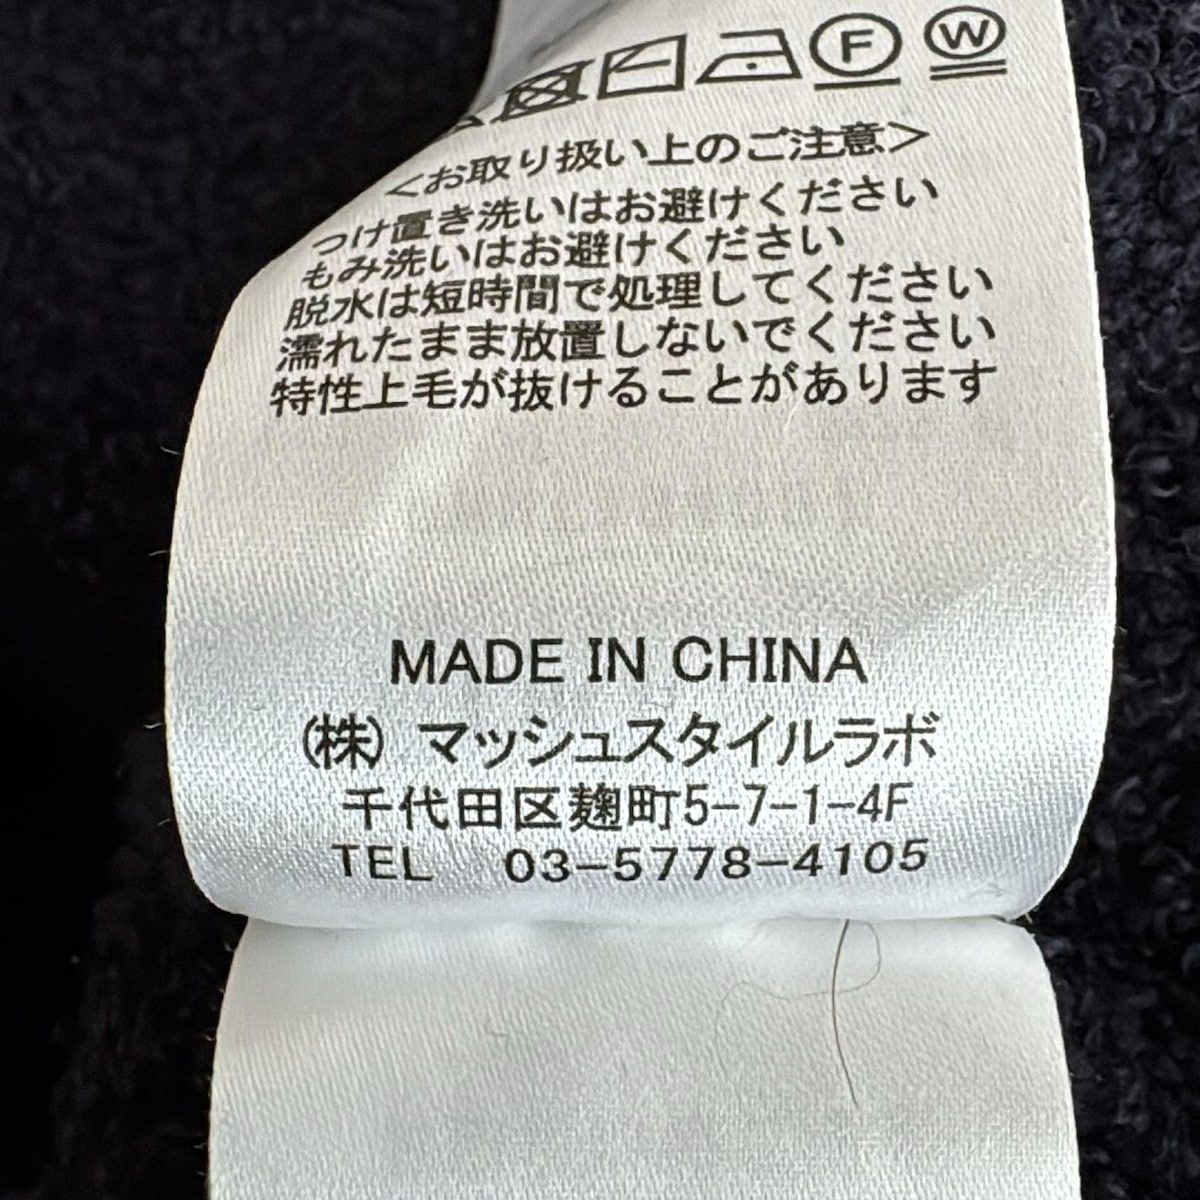 F W
<お取り扱い上のご注意>
つけ置き洗いはお避けください
もみ洗いはお避けください
脱水は短時間で処理してください
濡れたまま放置しないでください
特性上毛が抜けることがあります
MADE IN CHINA
(株) マッシュスタイルラボ
千代田区麹町5-7-1-4F
TEL 03-5778-4105